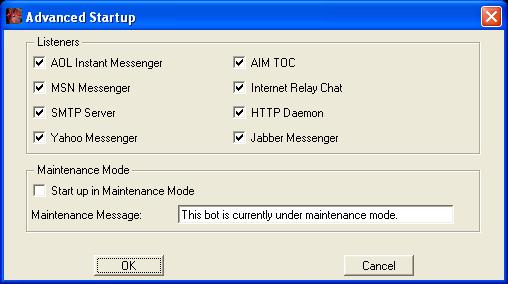 Advanced Startup
Listeners
AOL Instant Messenger
AIM TOC
MSN Messenger
Internet Relay Chat
SMTP Server
HTTP Daemon
Yahoo Messenger
Jabber Messenger
Maintenance Mode
Start up in Maintenance Mode
Maintenance Message: This bot is currently under maintenance mode.
OK Cancel